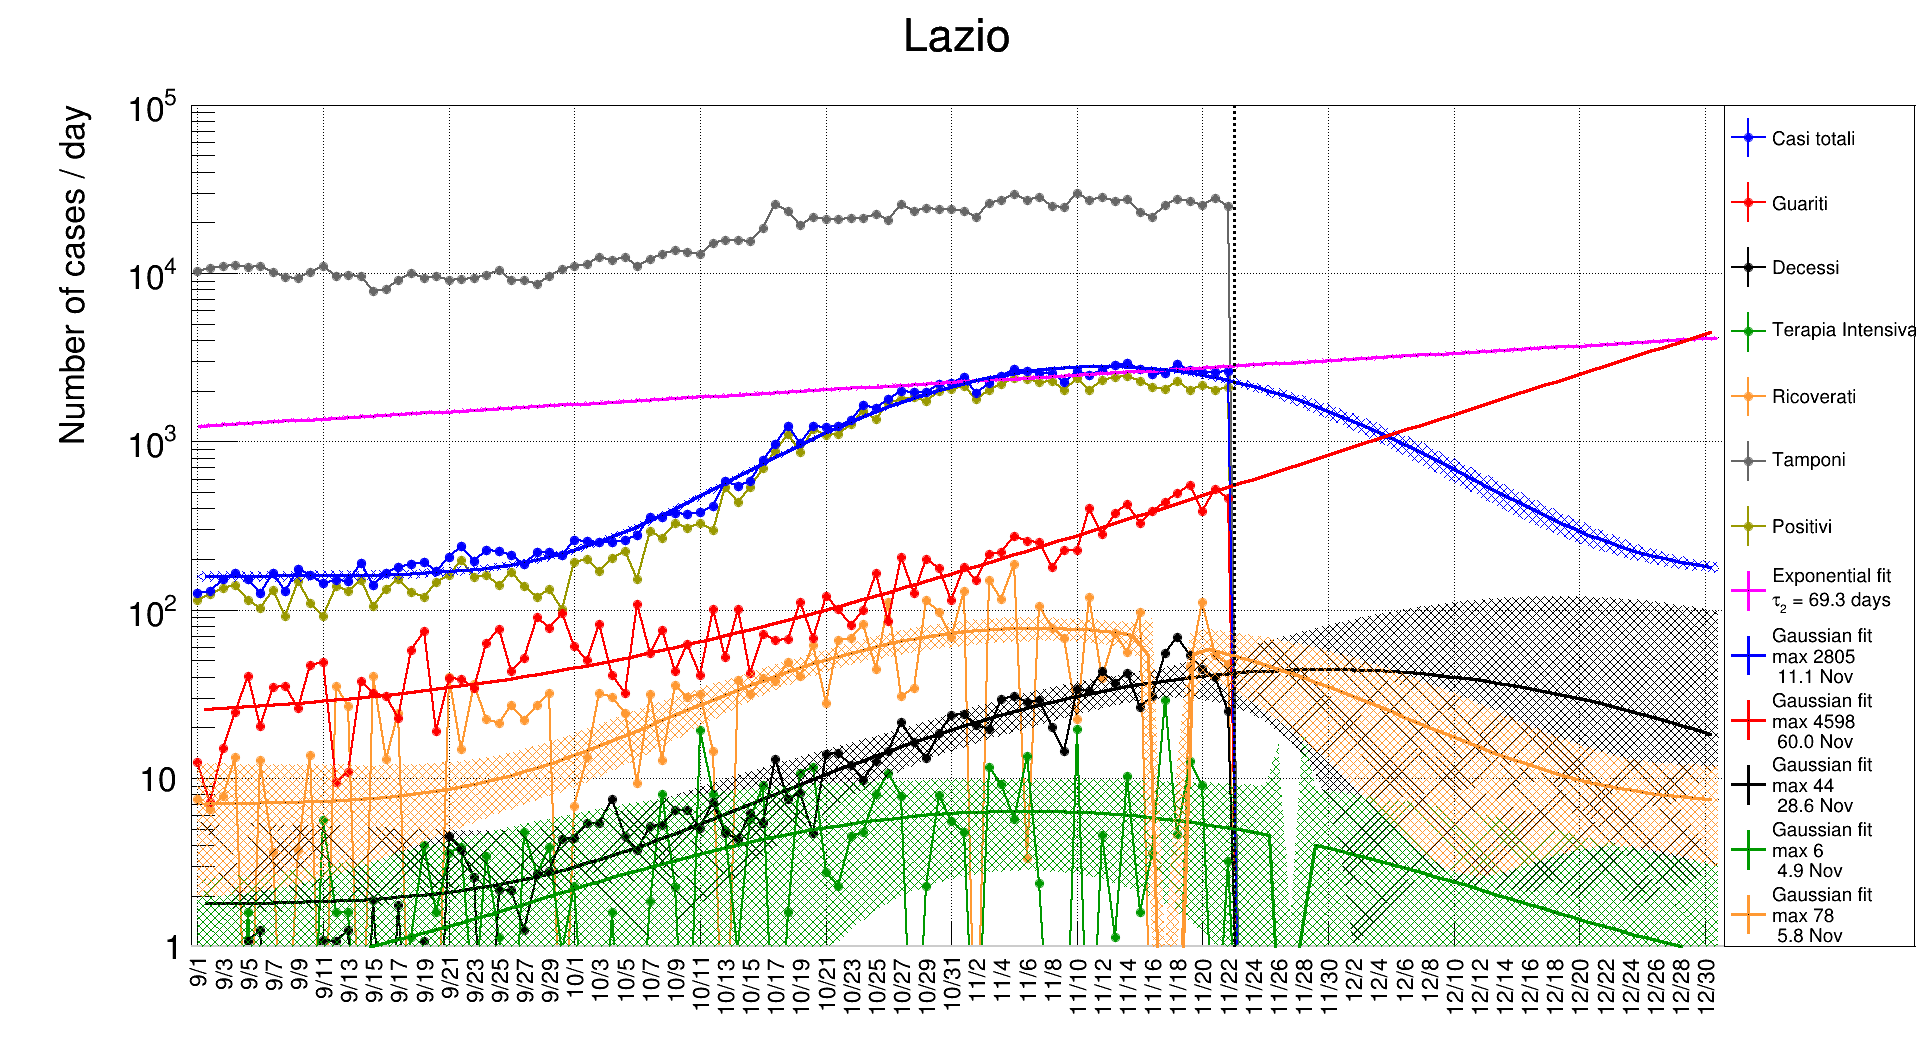 Lazio
Number of cases / day
10^5
10^4
10^3
10^2
10
1
9/1 9/3 9/5 9/7 9/9 9/11 9/13 9/15 9/17 9/19 9/21 9/23 9/25 9/27 9/29 10/1 10/3 10/5 10/7 10/9 10/11 10/13 10/15 10/17 10/19 10/21 10/23 10/25 10/27 10/29 10/31 11/2 11/4 11/6 11/8 11/10 11/12 11/14 11/16 11/18 11/20 11/22 11/24 11/26 11/28 11/30 12/2 12/4 12/6 12/8 12/10 12/12 12/14 12/16 12/18 12/20 12/22 12/24 12/26 12/28 12/30
Casi totali
Guariti
Decessi
Terapia Intensiva
Ricoverati
Tamponi
Positivi
Exponential fit
τ₂ = 69.3 days
Gaussian fit
max 2805
11.1 Nov
Gaussian fit
max 4598
60.0 Nov
Gaussian fit
max 44
28.6 Nov
Gaussian fit
max 6
4.9 Nov
Gaussian fit
max 78
5.8 Nov